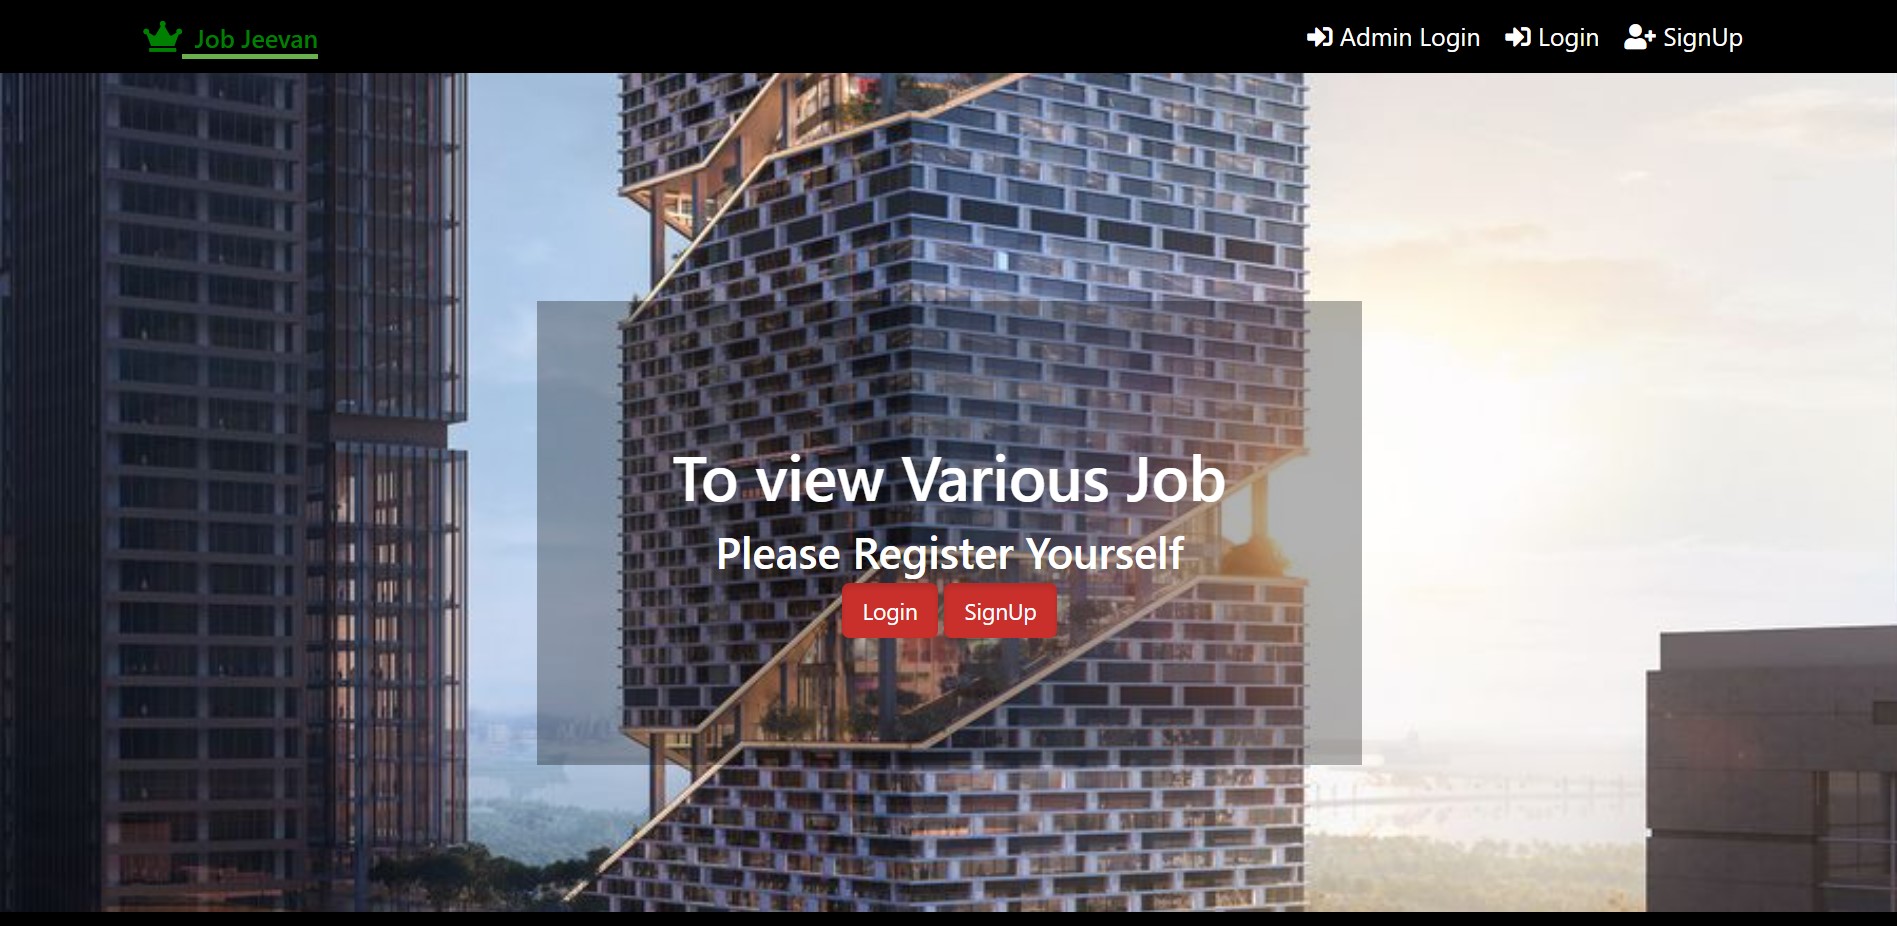 Job Jeevan
Admin Login Login SignUp
To view Various Job
Please Register Yourself
Login SignUp